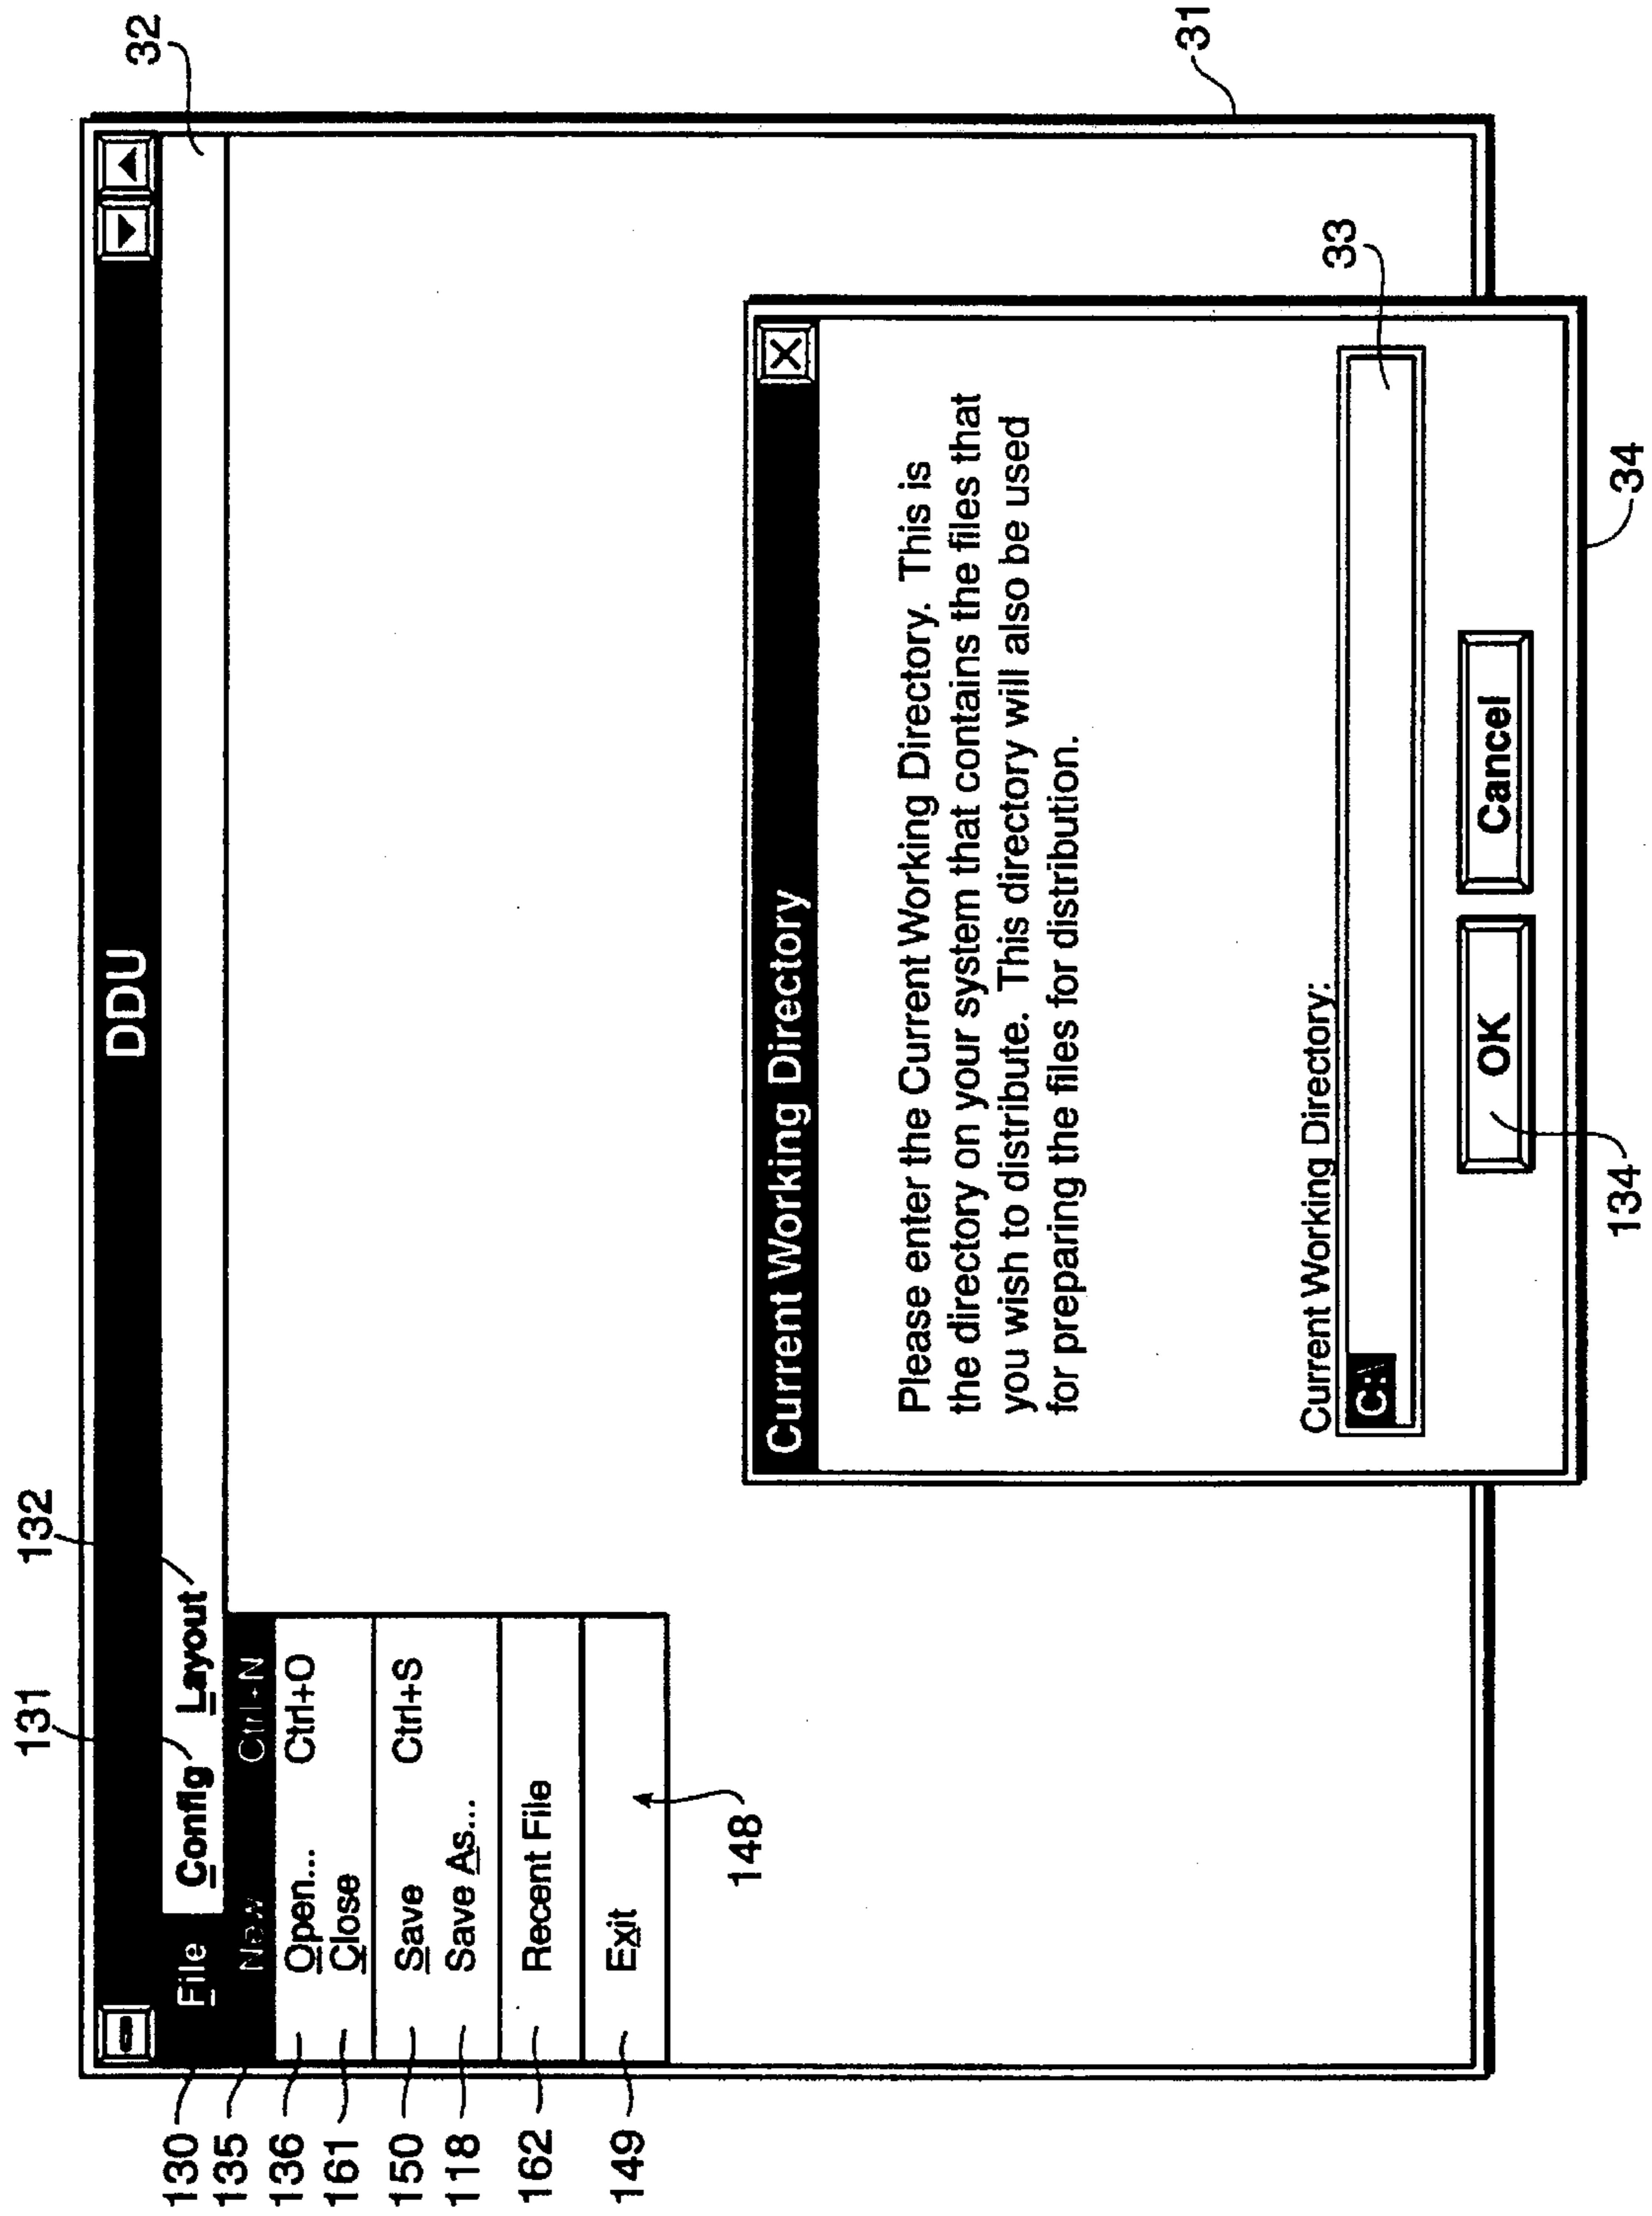 131
132
32
DDU
130
File Config Layout
135
New Ctrl+N
136
Open... Ctrl+O
161
Close
150
Save Ctrl+S
118
Save As...
162
Recent File
149
Exit
148
Current Working Directory
Please enter the Current Working Directory. This is
the directory on your system that contains the files that
you wish to distribute. This directory will also be used
for preparing the files for distribution.
31
Current Working Directory:
33
C:\
OK Cancel
134
34